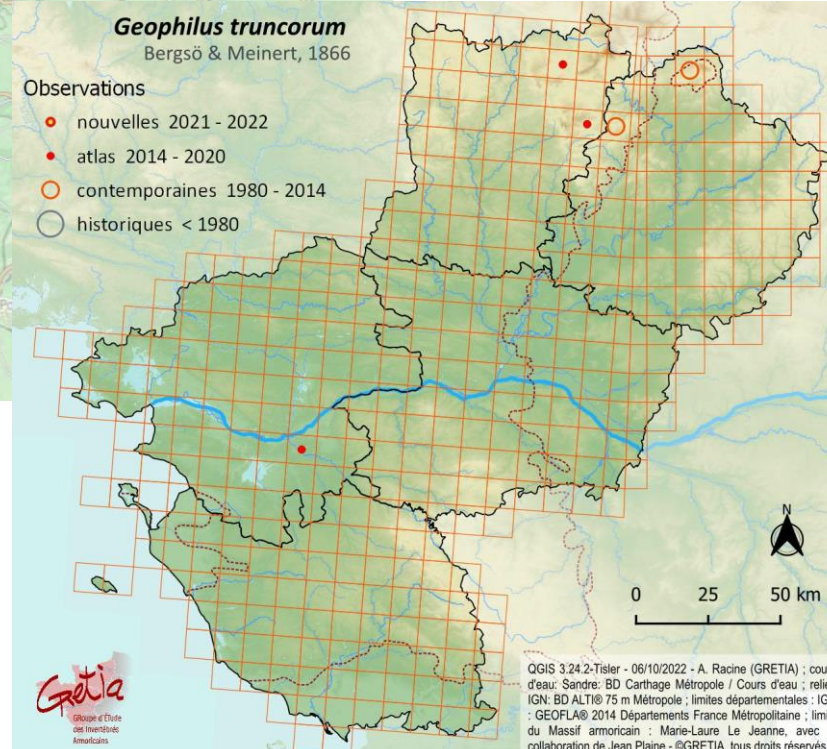 Geophilus truncorum
Bergsö & Meinert, 1866
Observations
nouvelles 2021 - 2022
atlas 2014 - 2020
contemporaines 1980 - 2014
historiques < 1980
N
0 25 50 km
Gretia
GRoupe d'Étude
des Invertébrés
Armoricains
QGIS 3.24.2-Tisler - 06/10/2022 - A. Racine (GRETIA) ; cou
d'eau: Sandre: BD Carthage Métropole / Cours d'eau ; relie
IGN: BD ALTI® 75 m Métropole ; limites départementales : IG
: GEOFLA® 2014 Départements France Métropolitaine ; limi
du Massif armoricain : Marie-Laure Le Jeanne, avec
collaboration de Jean Plaine - ©GRETIA, tous droits réservé